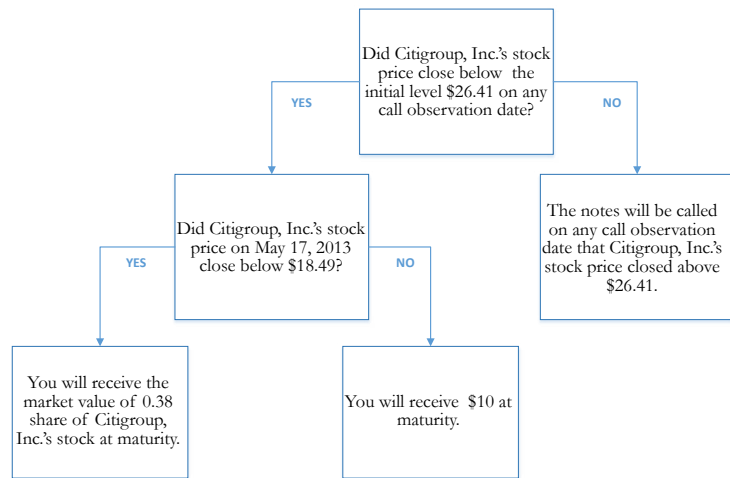 Did Citigroup, Inc.'s stock
price close below the
initial level $26.41 on any
call observation date?
YES
NO
Did Citigroup, Inc.'s stock
price on May 17, 2013
close below $18.49?
The notes will be called
on any call observation
date that Citigroup, Inc.'s
stock price closed above
$26.41.
YES
NO
You will receive the
market value of 0.38
share of Citigroup,
Inc.'s stock at maturity.
You will receive $10 at
maturity.